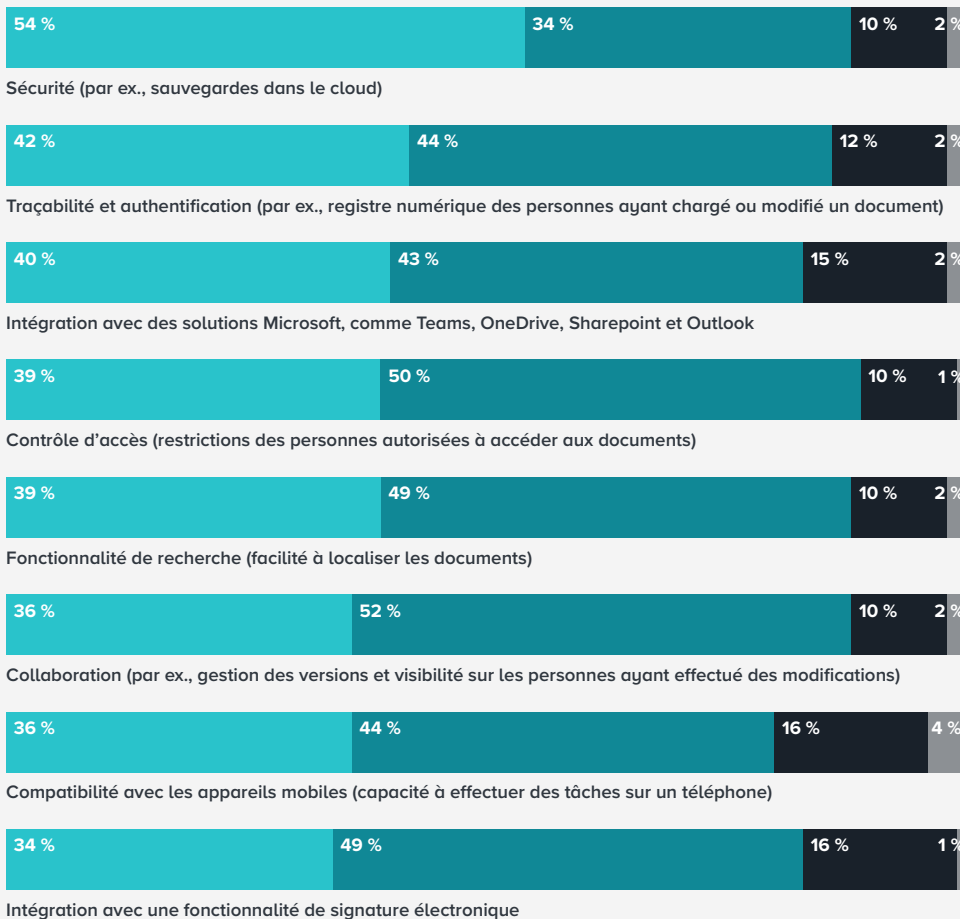 54 % 34 % 10 % 2 %
Sécurité (par ex., sauvegardes dans le cloud)
42 % 44 % 12 % 2 %
Traçabilité et authentification (par ex., registre numérique des personnes ayant chargé ou modifié un document)
40 % 43 % 15 % 2 %
Intégration avec des solutions Microsoft, comme Teams, OneDrive, Sharepoint et Outlook
39 % 50 % 10 % 1 %
Contrôle d’accès (restrictions des personnes autorisées à accéder aux documents)
39 % 49 % 10 % 2 %
Fonctionnalité de recherche (facilité à localiser les documents)
36 % 52 % 10 % 2 %
Collaboration (par ex., gestion des versions et visibilité sur les personnes ayant effectué des modifications)
36 % 44 % 16 % 4 %
Compatibilité avec les appareils mobiles (capacité à effectuer des tâches sur un téléphone)
34 % 49 % 16 % 1 %
Intégration avec une fonctionnalité de signature électronique